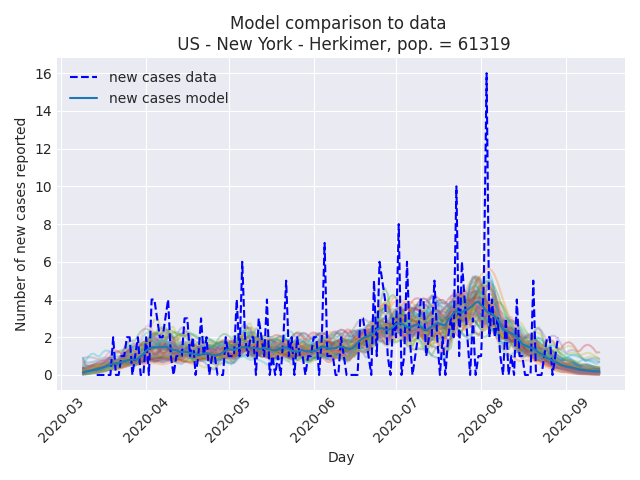 Model comparison to data
US - New York - Herkimer, pop. = 61319
new cases data
new cases model
Number of new cases reported
16
14
12
10
8
6
4
2
0
2020-03
2020-04
2020-05
2020-06
2020-07
2020-08
2020-09
Day